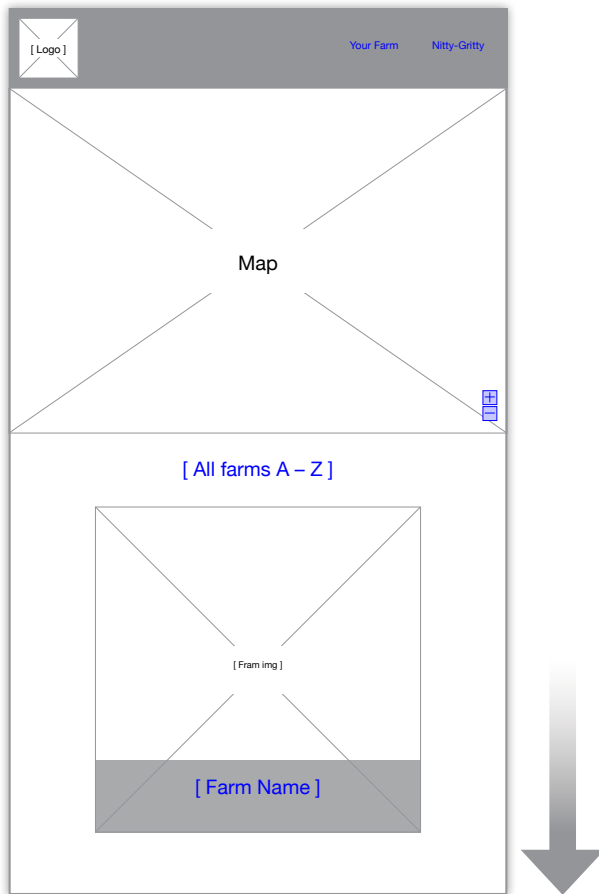 [ Logo ]
Your Farm
Nitty-Gritty
Map
+
–
[ All farms A – Z ]
[ Fram img ]
[ Farm Name ]